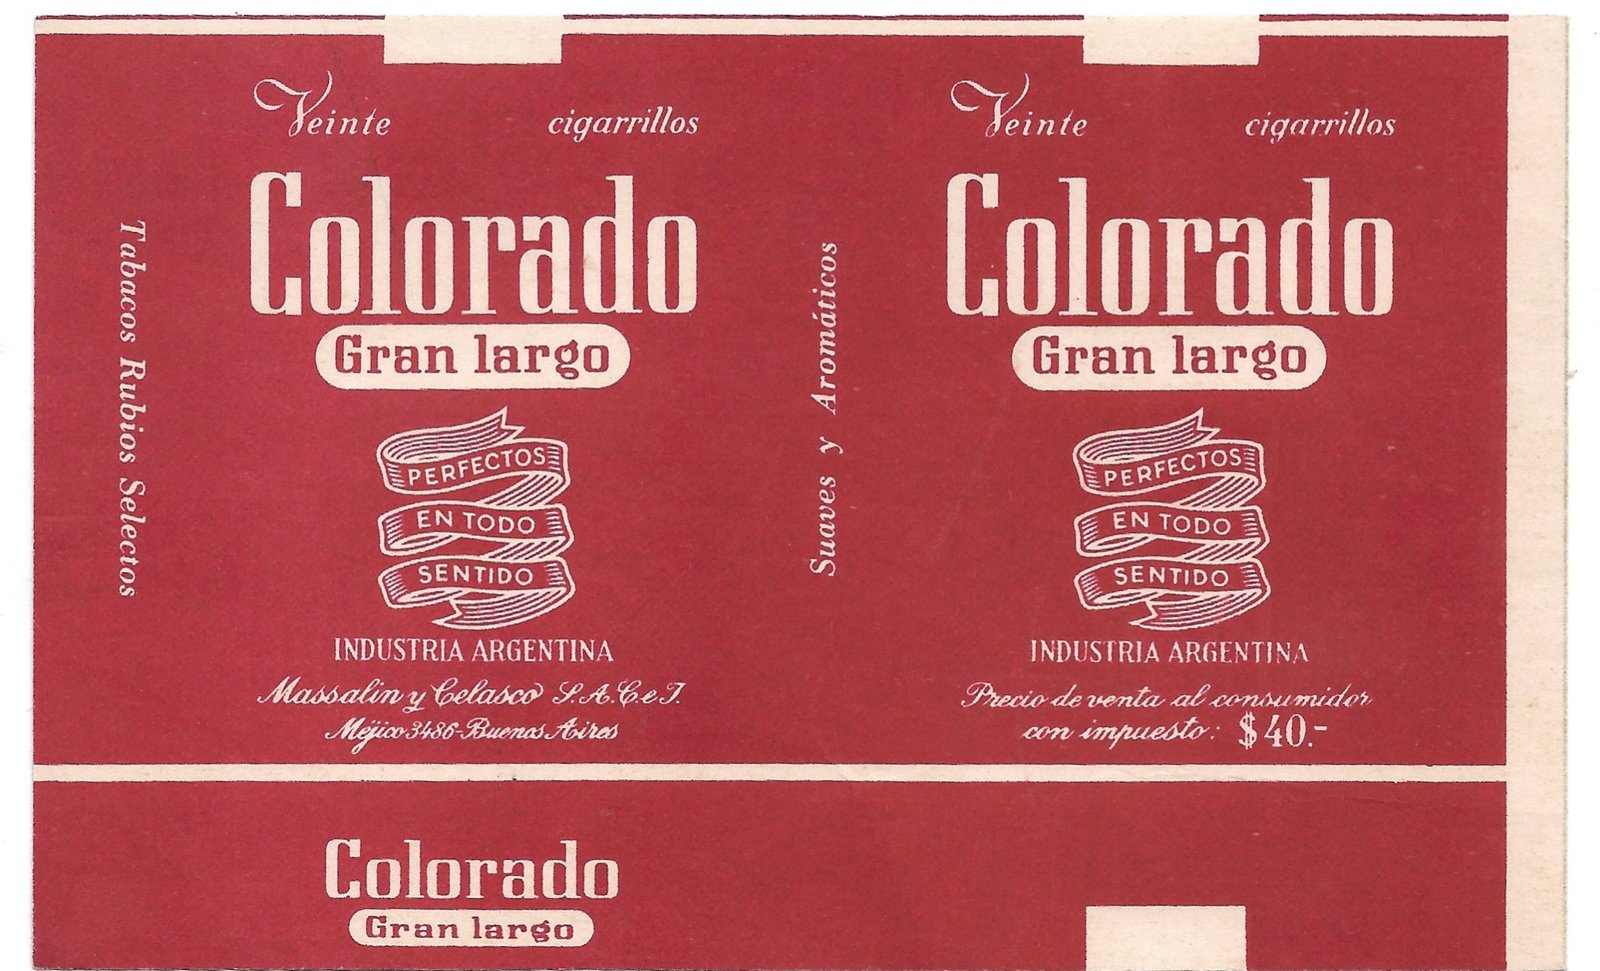 Tabacos Rubios Selectos
Veinte cigarrillos
Colorado
Gran largo
PERFECTOS
EN TODO
SENTIDO
INDUSTRIA ARGENTINA
Massalin y Celasco S.A.C.e I.
Méjico 3486-Buenos Aires
Suaves y Aromáticos
Veinte cigarrillos
Colorado
Gran largo
PERFECTOS
EN TODO
SENTIDO
INDUSTRIA ARGENTINA
Precio de venta al consumidor
con impuesto: $40.-
Colorado
Gran largo